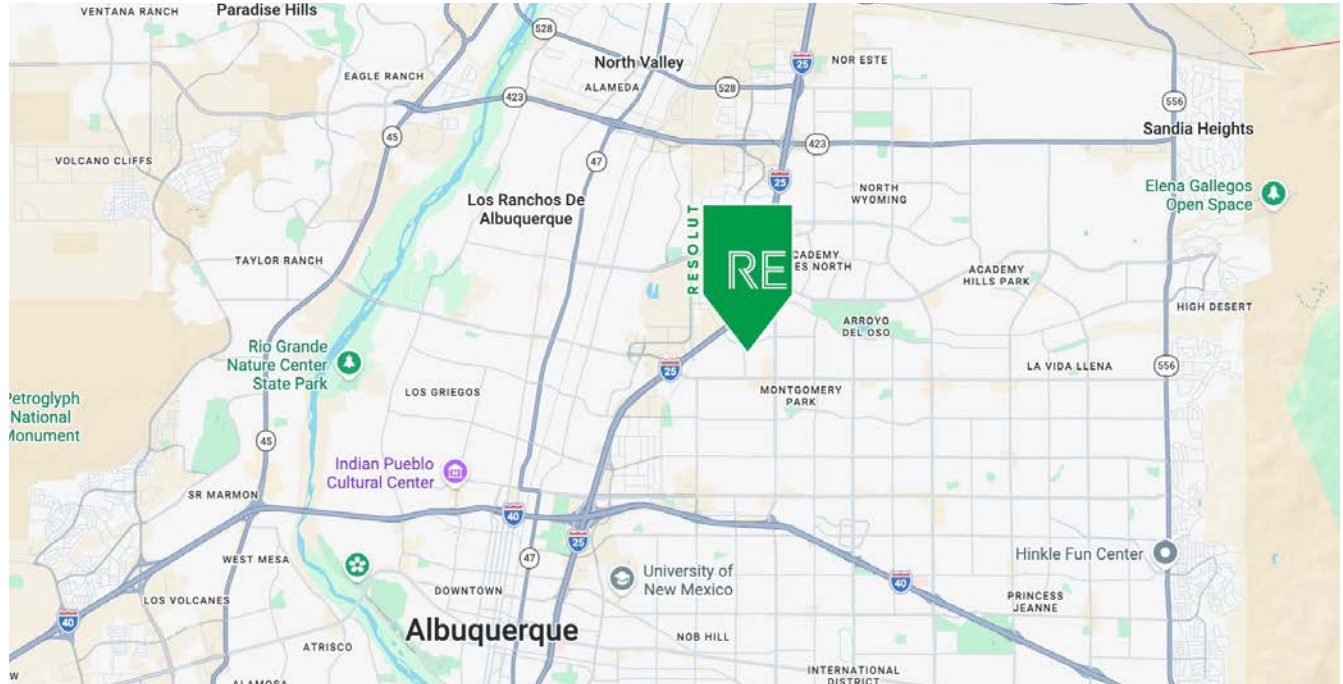 VENTANA RANCH
Paradise Hills
528
North Valley
25
NOR ESTE
EAGLE RANCH
ALAMEDA
528
423
556
45
423
Sandia Heights
VOLCANO CLIFFS
47
25
NORTH
WYOMING
Elena Gallegos
Open Space
Los Ranchos De
Albuquerque
RESOLUT
RE
TAYLOR RANCH
CADEMY
ES NORTH
ACADEMY
HILLS PARK
HIGH DESERT
ARROYO
DEL OSO
Rio Grande
Nature Center
State Park
25
LA VIDA LLENA
556
LOS GRIEGOS
MONTGOMERY
PARK
Petroglyph
National
Monument
45
Indian Pueblo
Cultural Center
SR MARMON
40
25
WEST MESA
47
Hinkle Fun Center
University of
New Mexico
40
DOWNTOWN
LOS VOLCANES
PRINCESS
JEANNE
40
Albuquerque
NOB HILL
ATRISCO
INTERNATIONAL
DISTRICT
ALAMOSA
W